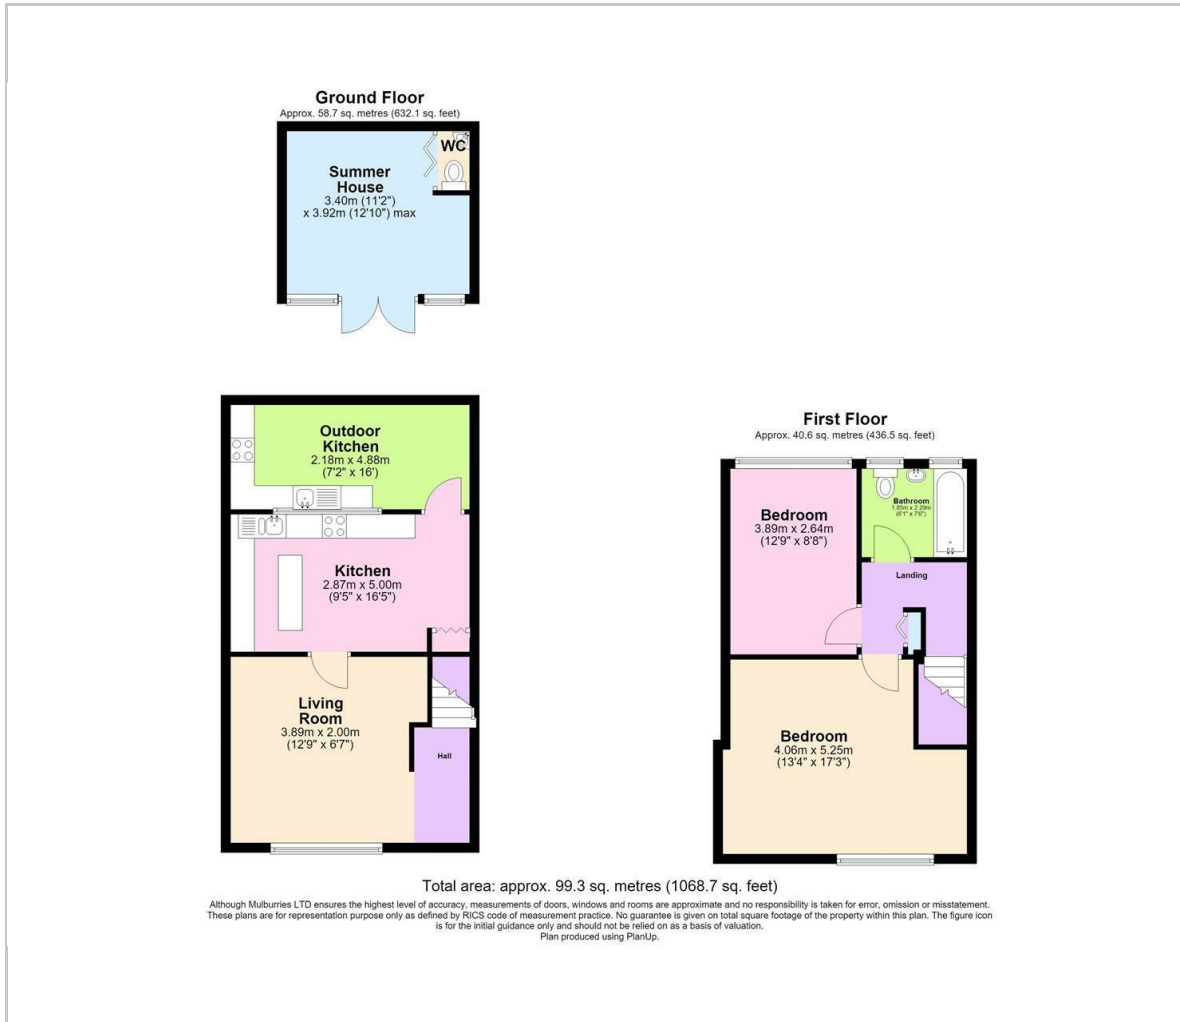 Ground Floor
Approx. 58.7 sq. metres (632.1 sq. feet)
WC
Summer
House
3.40m (11'2")
x 3.92m (12'10") max
Outdoor
Kitchen
2.18m x 4.88m
(7'2" x 16')
Kitchen
2.87m x 5.00m
(9'5" x 16'5")
Living
Room
3.89m x 2.00m
(12'9" x 6'7")
Hall
First Floor
Approx. 40.6 sq. metres (436.5 sq. feet)
Bedroom
3.89m x 2.64m
(12'9" x 8'8")
Bathroom
1.85m x 2.29m
(6'1" x 7'6")
Landing
Bedroom
4.06m x 5.25m
(13'4" x 17'3")
Total area: approx. 99.3 sq. metres (1068.7 sq. feet)
Although Mulburries LTD ensures the highest level of accuracy, measurements of doors, windows and rooms are approximate and no responsibility is taken for error, omission or misstatement.
These plans are for representation purpose only as defined by RICS code of measurement practice. No guarantee is given on total square footage of the property within this plan. The figure icon
is for the initial guidance only and should not be relied on as a basis of valuation.
Plan produced using PlanUp.